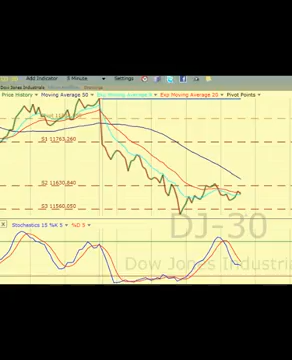 Add Indicator 5 Minute Settings
Dow Jones Industrials
Price History Moving Average 50 Exp Moving Average 9 Exp Moving Average 20 Pivot Points
S1 11763.260
S2 11630.840
S3 11560.050
DJ-30
X Stochastics 15 %K 5 %D 5
Dow Jones Industria